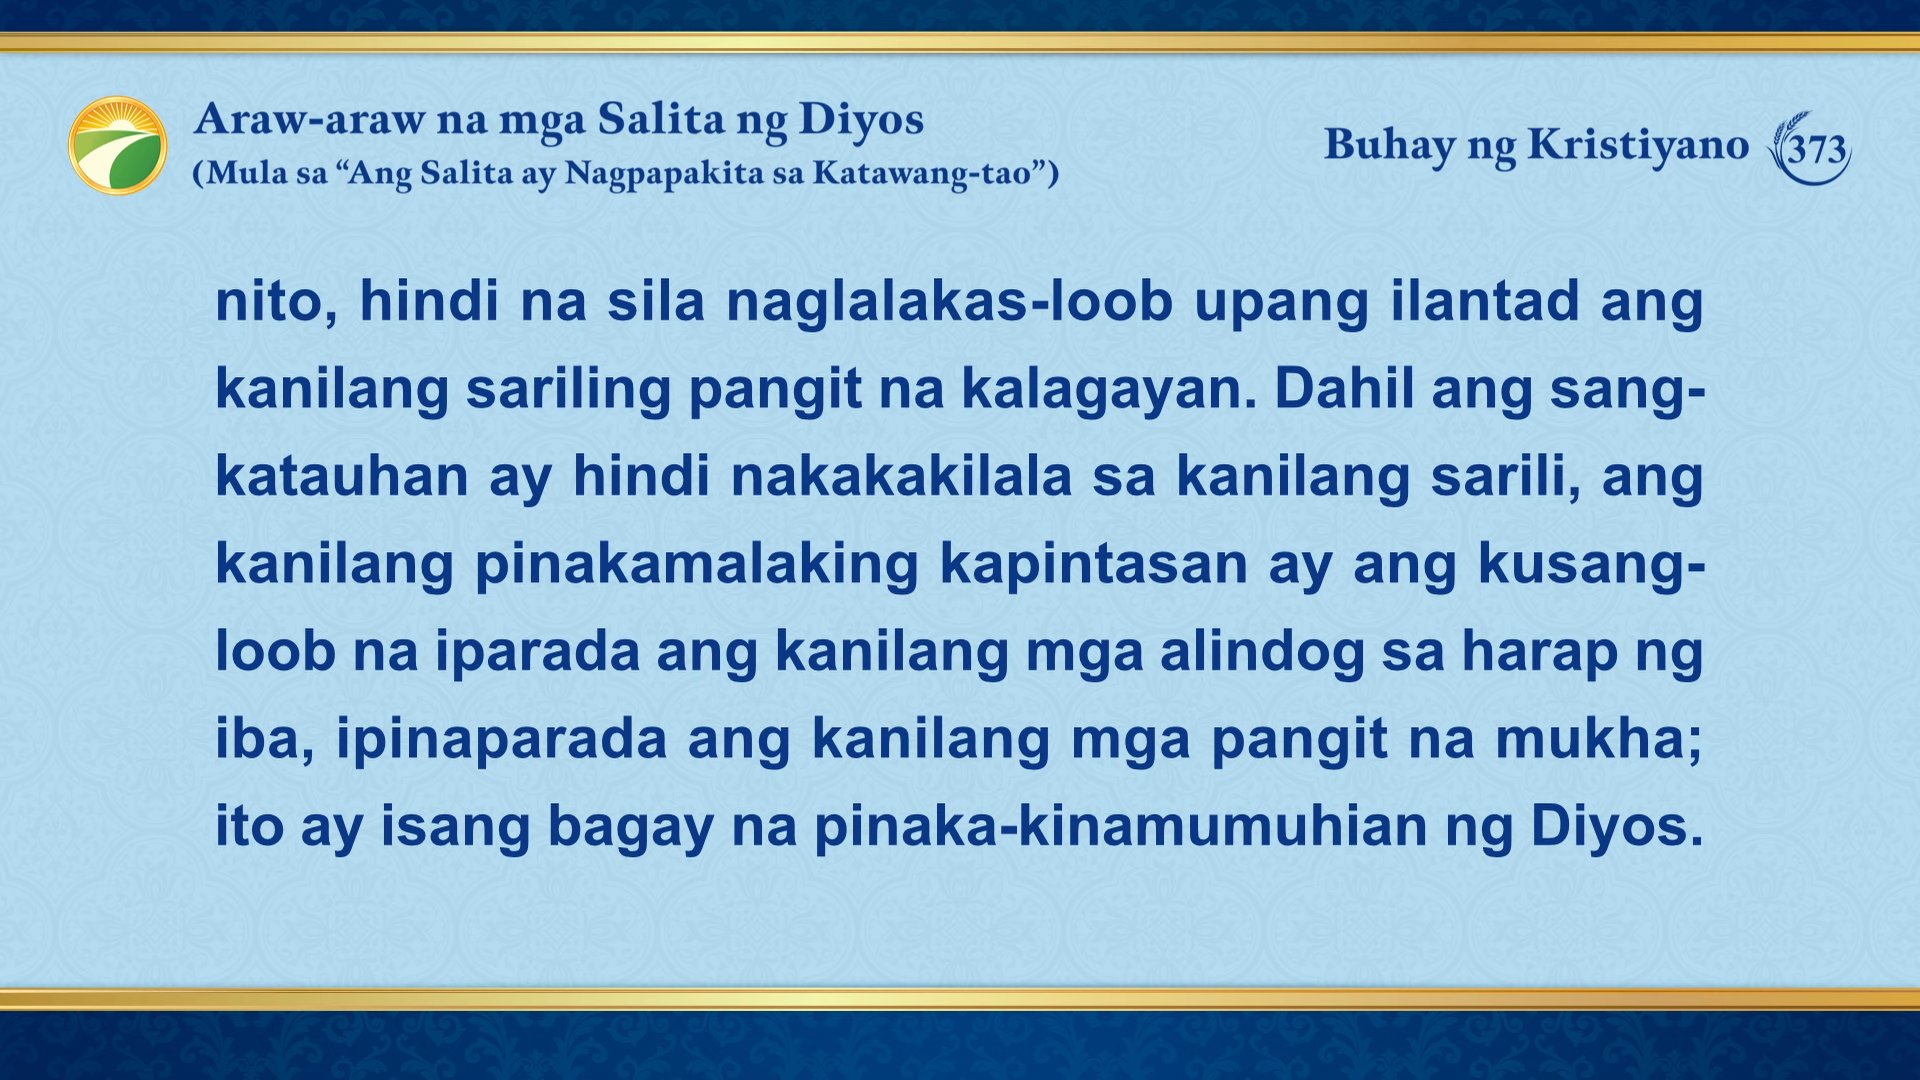 Araw-araw na mga Salita ng Diyos
(Mula sa “Ang Salita ay Nagpapakita sa Katawang-tao”)
Buhay ng Kristiyano 373
nito, hindi na sila naglalakas-loob upang ilantad ang
kanilang sariling pangit na kalagayan. Dahil ang sang-
katauhan ay hindi nakakakilala sa kanilang sarili, ang
kanilang pinakamalaking kapintasan ay ang kusang-
loob na iparada ang kanilang mga alindog sa harap ng
iba, ipinaparada ang kanilang mga pangit na mukha;
ito ay isang bagay na pinaka-kinamumuhian ng Diyos.